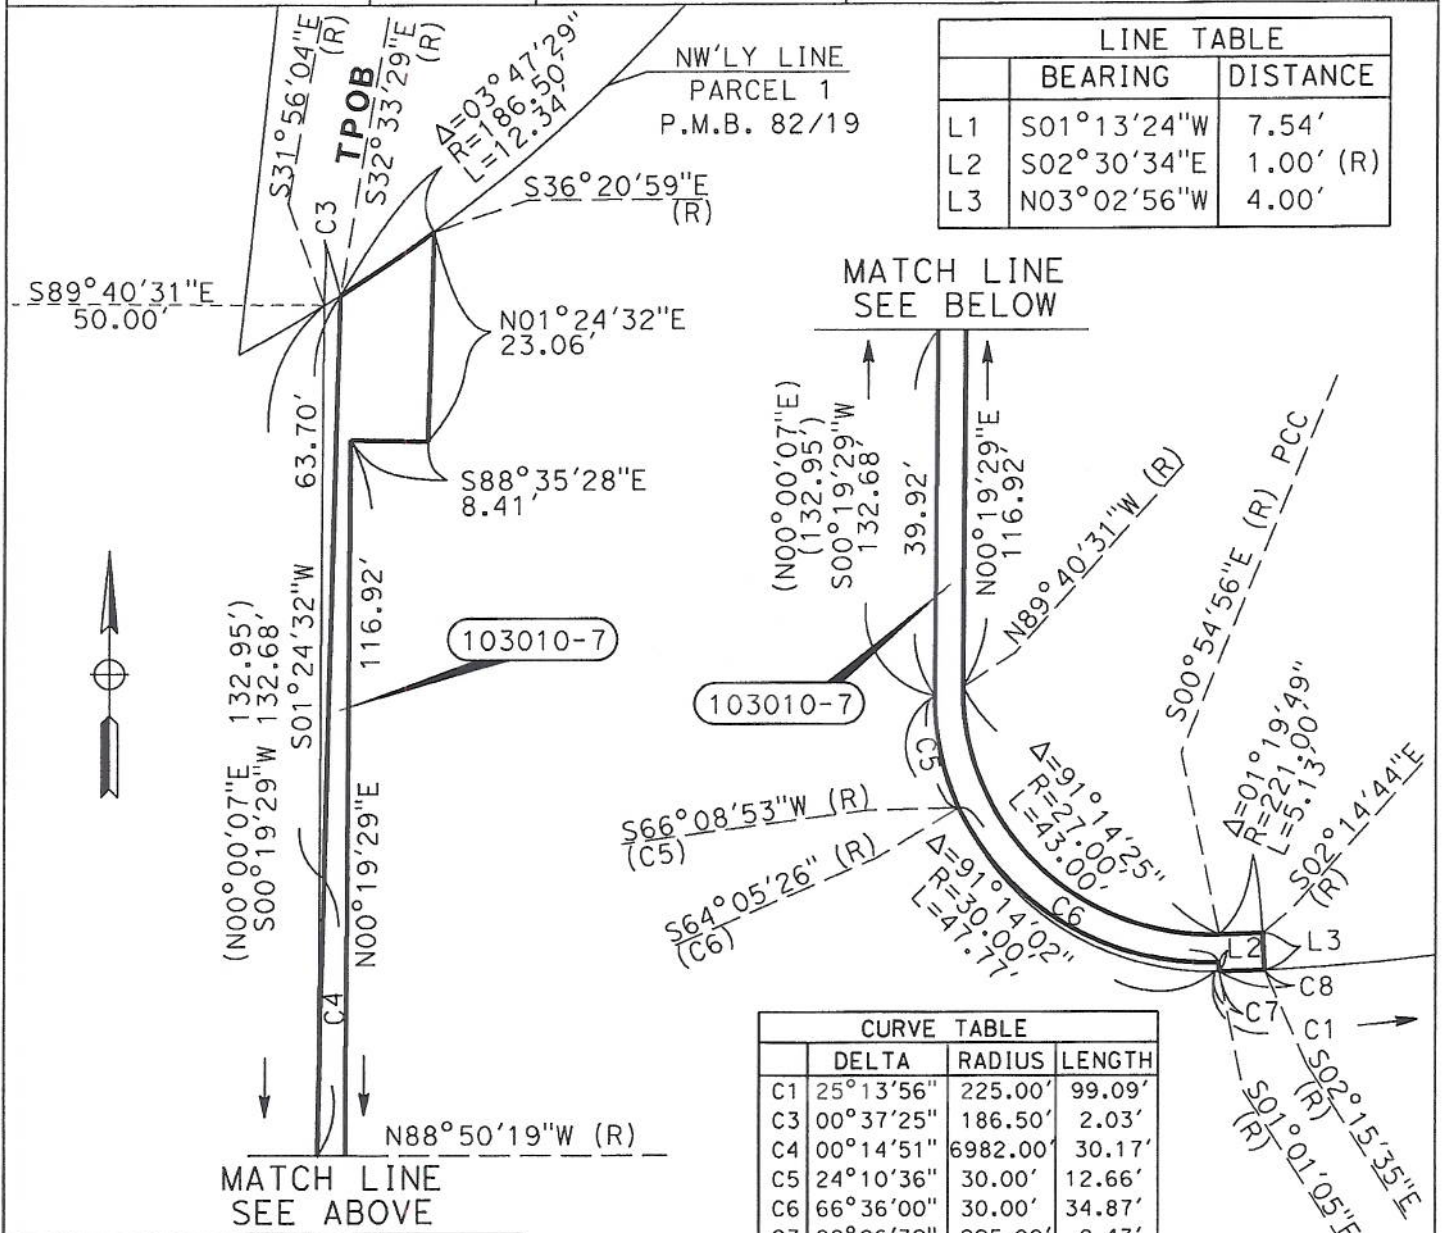 S31°56'04"E
(R)
TPOB
S32°33'29"E
(R)
Δ=03°47'29"
R=186.50'
L=12.34'
NW'LY LINE
PARCEL 1
P.M.B. 82/19
S36°20'59"E
(R)
C3
S89°40'31"E
50.00'
N01°24'32"E
23.06'
63.70'
S88°35'28"E
8.41'
(N00°00'07"E 132.95')
S00°19'29"W 132.68'
S01°24'32"W
116.92'
103010-7
N00°19'29"E
C4
N88°50'19"W (R)
MATCH LINE
SEE ABOVE
LINE TABLE
BEARING DISTANCE
L1 S01°13'24"W 7.54'
L2 S02°30'34"E 1.00' (R)
L3 N03°02'56"W 4.00'
MATCH LINE
SEE BELOW
(N00°00'07"E)
(132.95')
S00°19'29"W
132.68'
39.92'
N00°19'29"E
116.92'
N89°40'31"W (R)
103010-7
S00°54'56"E (R) PCC
C5
Δ=91°14'25"
R=27.00'
L=43.00'
Δ=01°19'49"
R=221.00'
L=5.13'
S02°14'44"E
(R)
S66°08'53"W (R)
(C5)
S64°05'26" (R)
(C6)
Δ=91°14'02"
R=30.00'
L=47.77'
C6
L2
L3
C8
C7
C1
S02°15'35"E
(R)
S01°01'05"E
(R)
CURVE TABLE
DELTA RADIUS LENGTH
C1 25°13'56" 225.00' 99.09'
C3 00°37'25" 186.50' 2.03'
C4 00°14'51" 6982.00' 30.17'
C5 24°10'36" 30.00' 12.66'
C6 66°36'00" 30.00' 34.87'